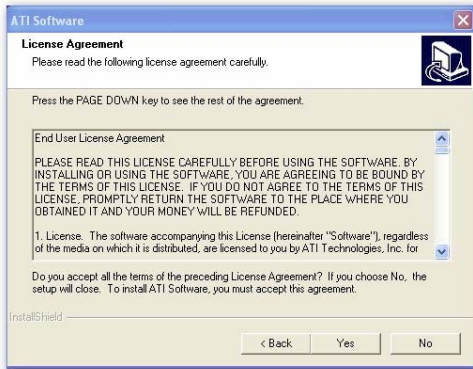 ATI Software
License Agreement
Please read the following license agreement carefully.
Press the PAGE DOWN key to see the rest of the agreement.
End User License Agreement
PLEASE READ THIS LICENSE CAREFULLY BEFORE USING THE SOFTWARE. BY
INSTALLING OR USING THE SOFTWARE, YOU ARE AGREEING TO BE BOUND BY
THE TERMS OF THIS LICENSE. IF YOU DO NOT AGREE TO THE TERMS OF THIS
LICENSE, PROMPTLY RETURN THE SOFTWARE TO THE PLACE WHERE YOU
OBTAINED IT AND YOUR MONEY WILL BE REFUNDED.
1. License. The software accompanying this License (hereinafter "Software"), regardless
of the media on which it is distributed, are licensed to you by ATI Technologies, Inc. for
Do you accept all the terms of the preceding License Agreement? If you choose No, the
setup will close. To install ATI Software, you must accept this agreement.
InstallShield
< Back Yes No